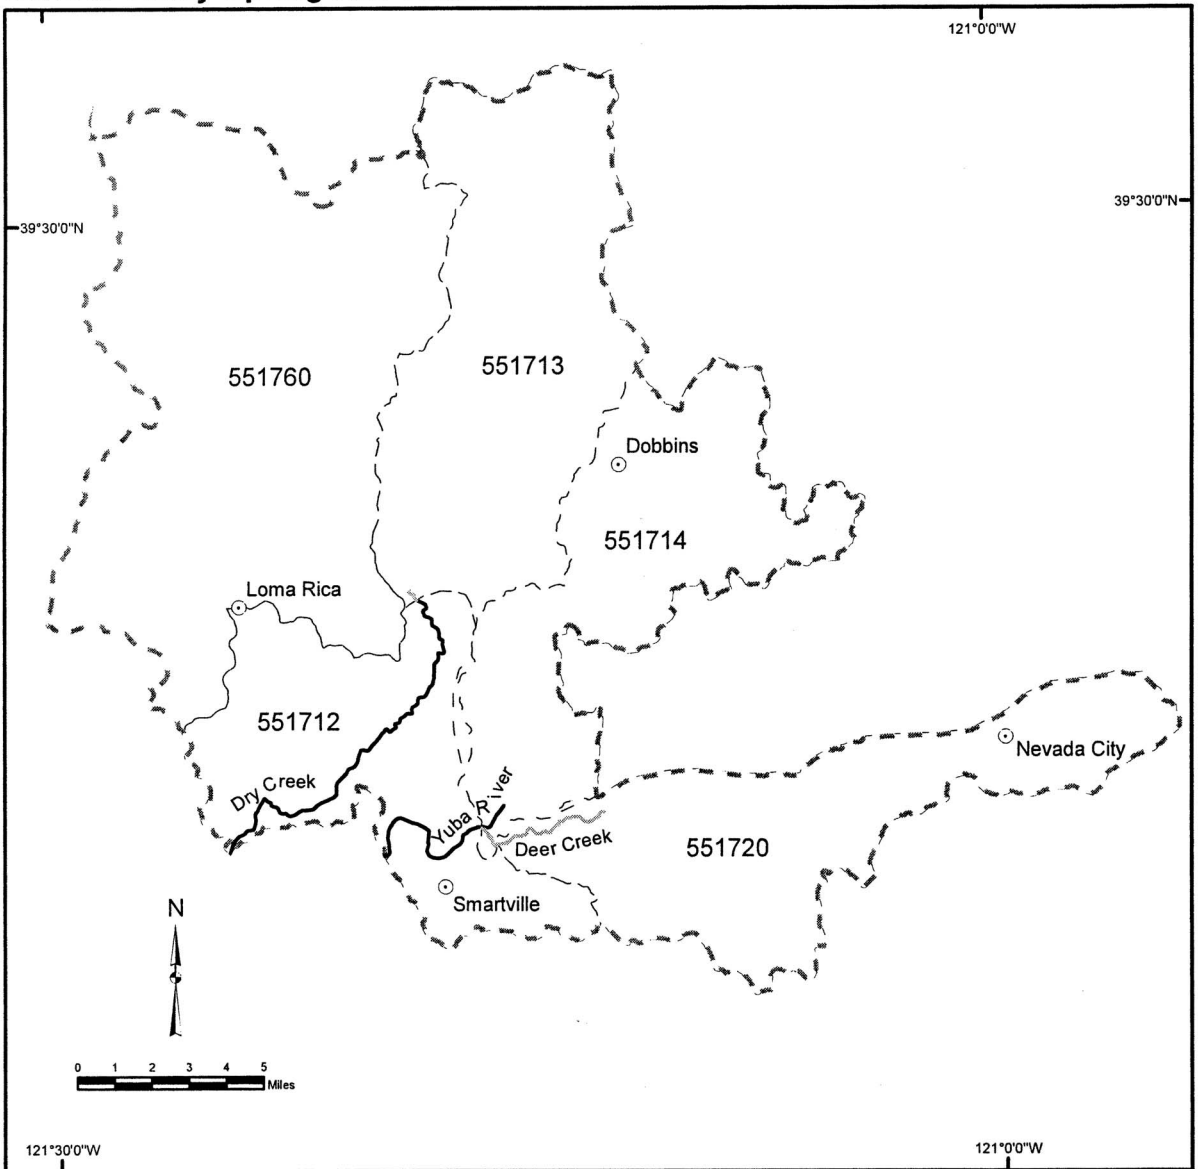 121°0'0"W
39°30'0"N
39°30'0"N
551760
551713
Dobbins
551714
Loma Rica
551712
Nevada City
Dry Creek
Yuba River
Deer Creek
551720
Smartville
N
0 1 2 3 4 5
Miles
121°30'0"W
121°0'0"W